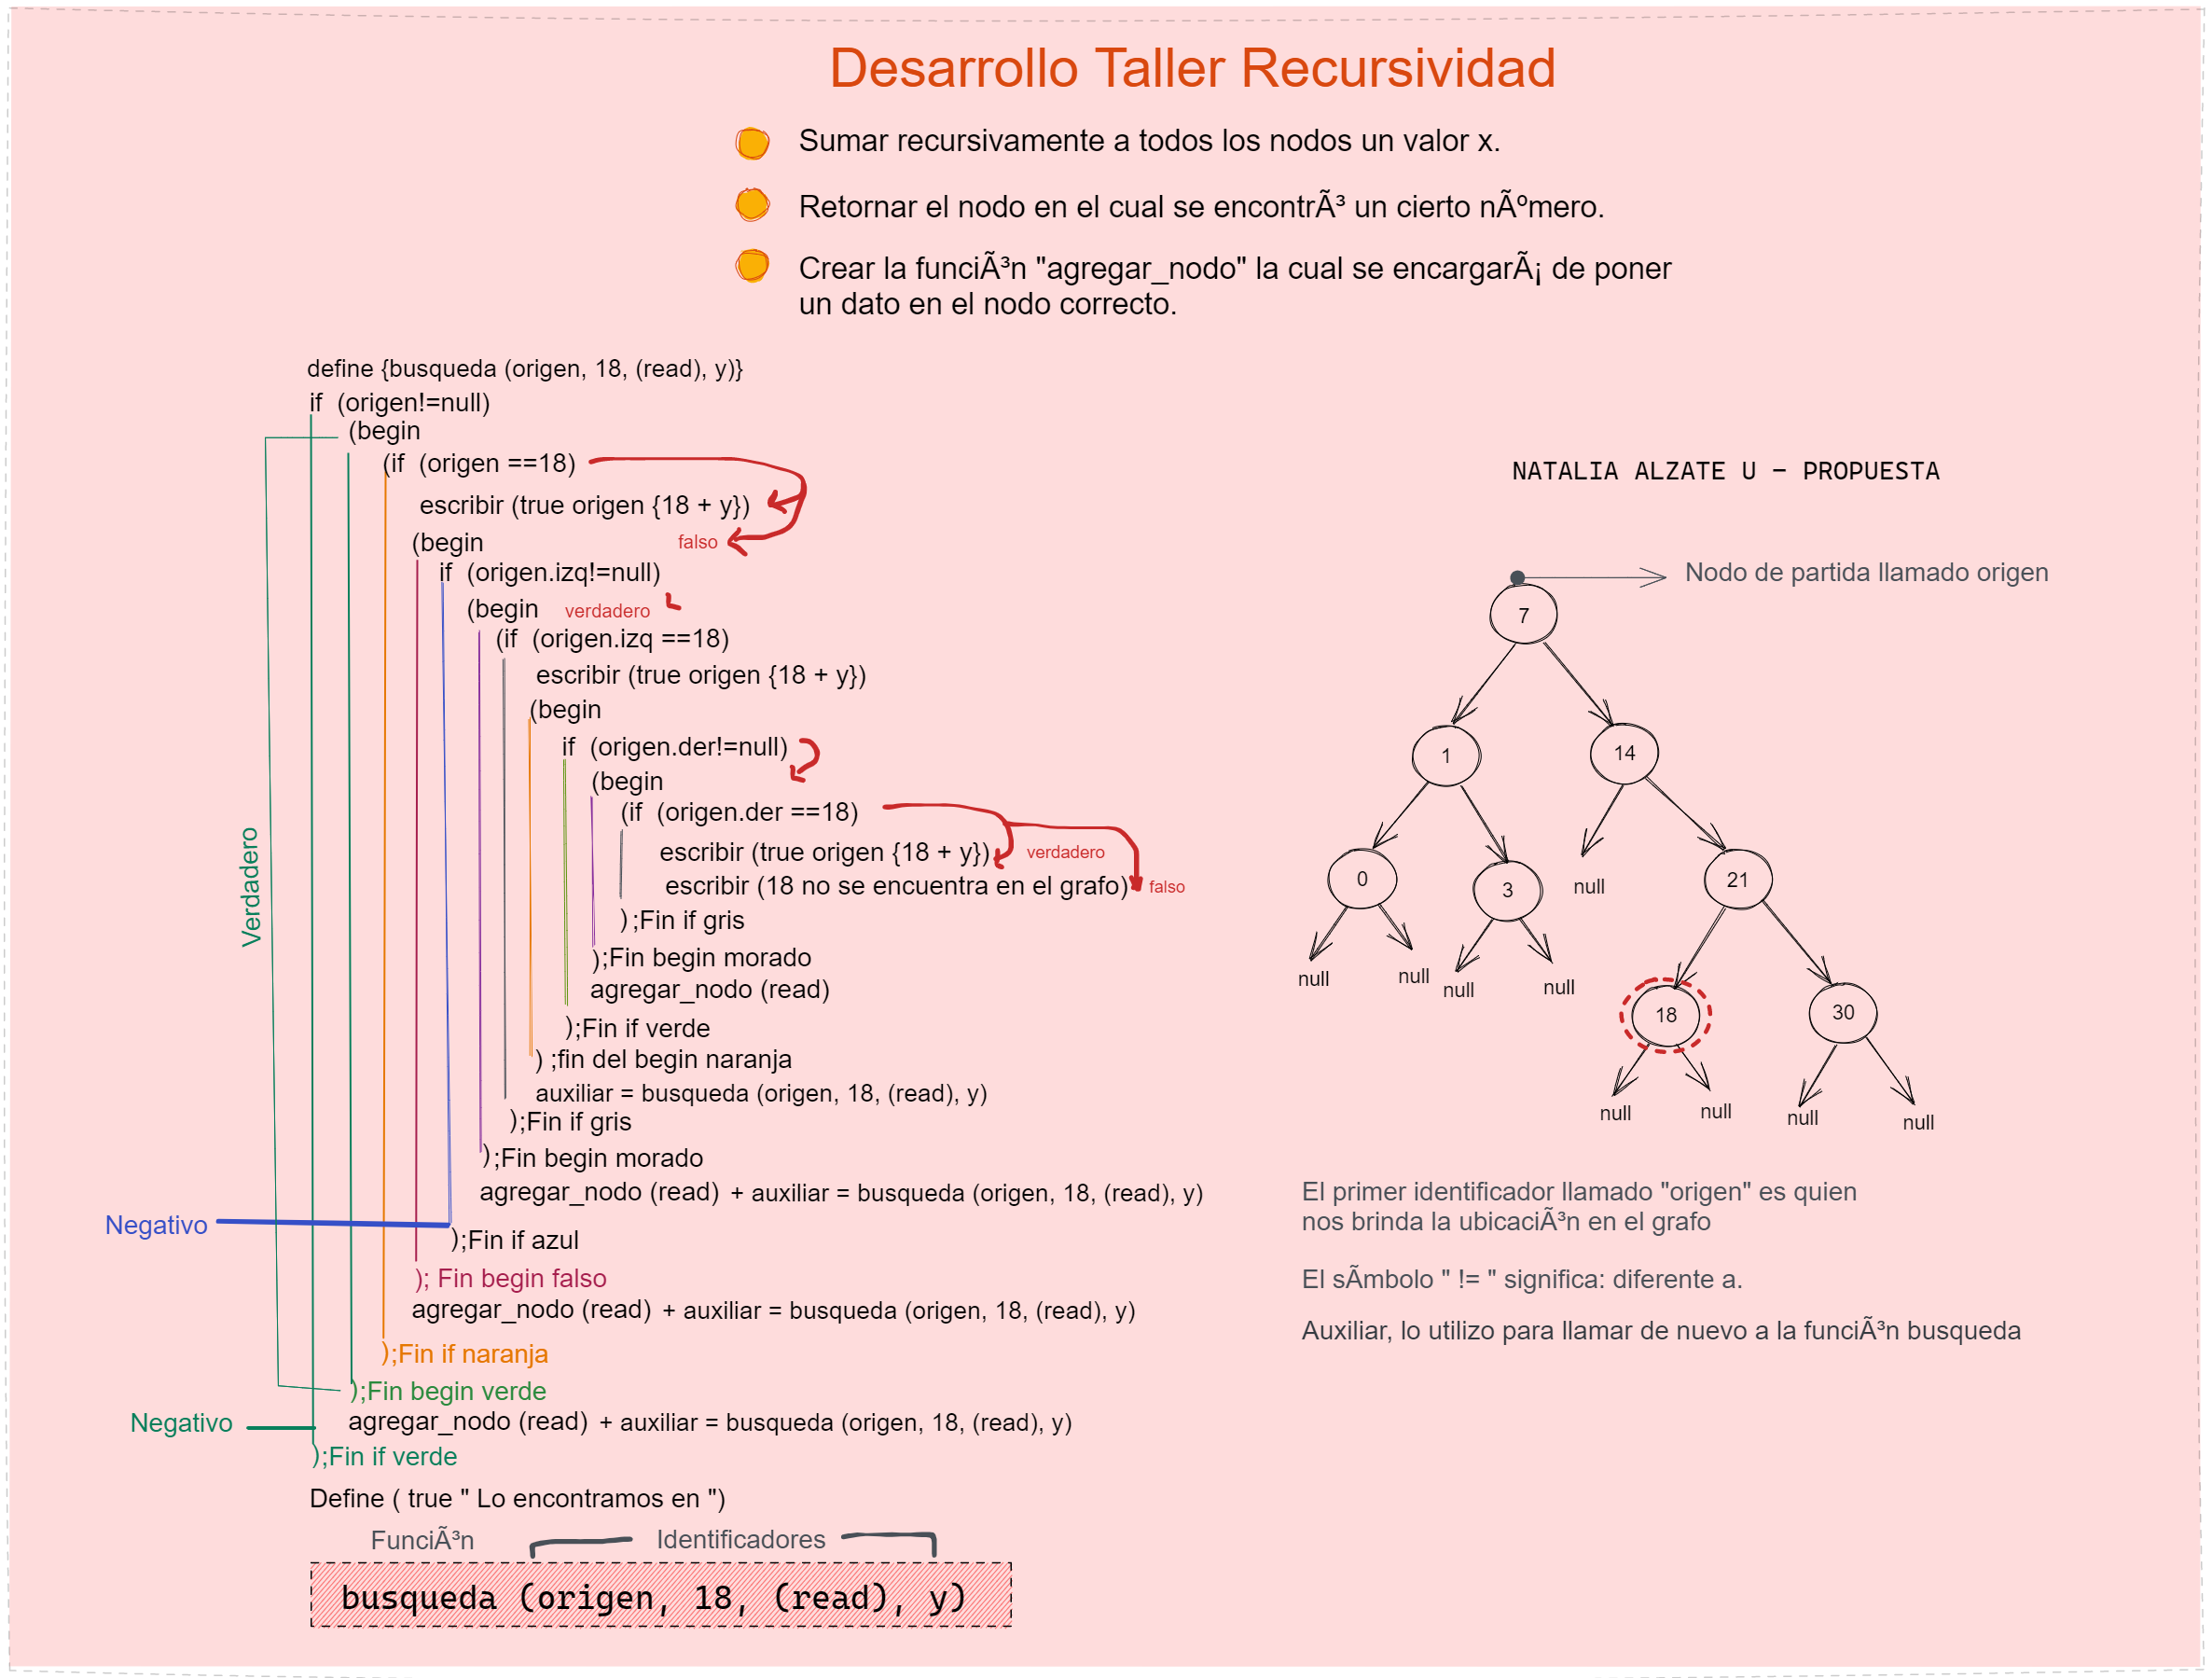 Desarrollo Taller Recursividad
Sumar recursivamente a todos los nodos un valor x.
Retornar el nodo en el cual se encontrÃ³ un cierto nÃºmero.
Crear la funciÃ³n "agregar_nodo" la cual se encargarÃ¡ de poner
un dato en el nodo correcto.
define {busqueda (origen, 18, (read), y)}
if (origen!=null)
(begin
(if (origen ==18)
escribir (true origen {18 + y})
(begin
falso
if (origen.izq!=null)
(begin
verdadero
(if (origen.izq ==18)
escribir (true origen {18 + y})
(begin
if (origen.der!=null)
(begin
(if (origen.der ==18)
escribir (true origen {18 + y})
verdadero
escribir (18 no se encuentra en el grafo)
falso
);Fin if gris
);Fin begin morado
agregar_nodo (read)
);Fin if verde
) ;fin del begin naranja
auxiliar = busqueda (origen, 18, (read), y)
);Fin if gris
);Fin begin morado
agregar_nodo (read) + auxiliar = busqueda (origen, 18, (read), y)
);Fin if azul
); Fin begin falso
agregar_nodo (read) + auxiliar = busqueda (origen, 18, (read), y)
);Fin if naranja
);Fin begin verde
agregar_nodo (read) + auxiliar = busqueda (origen, 18, (read), y)
);Fin if verde
Verdadero
Negativo
Negativo
Define ( true " Lo encontramos en ")
FunciÃ³n
Identificadores
busqueda (origen, 18, (read), y)
NATALIA ALZATE U - PROPUESTA
Nodo de partida llamado origen
7
1
14
0
3
null
21
null
null
null
null
18
30
null
null
null
null
El primer identificador llamado "origen" es quien
nos brinda la ubicaciÃ³n en el grafo
El sÃmbolo " != " significa: diferente a.
Auxiliar, lo utilizo para llamar de nuevo a la funciÃ³n busqueda